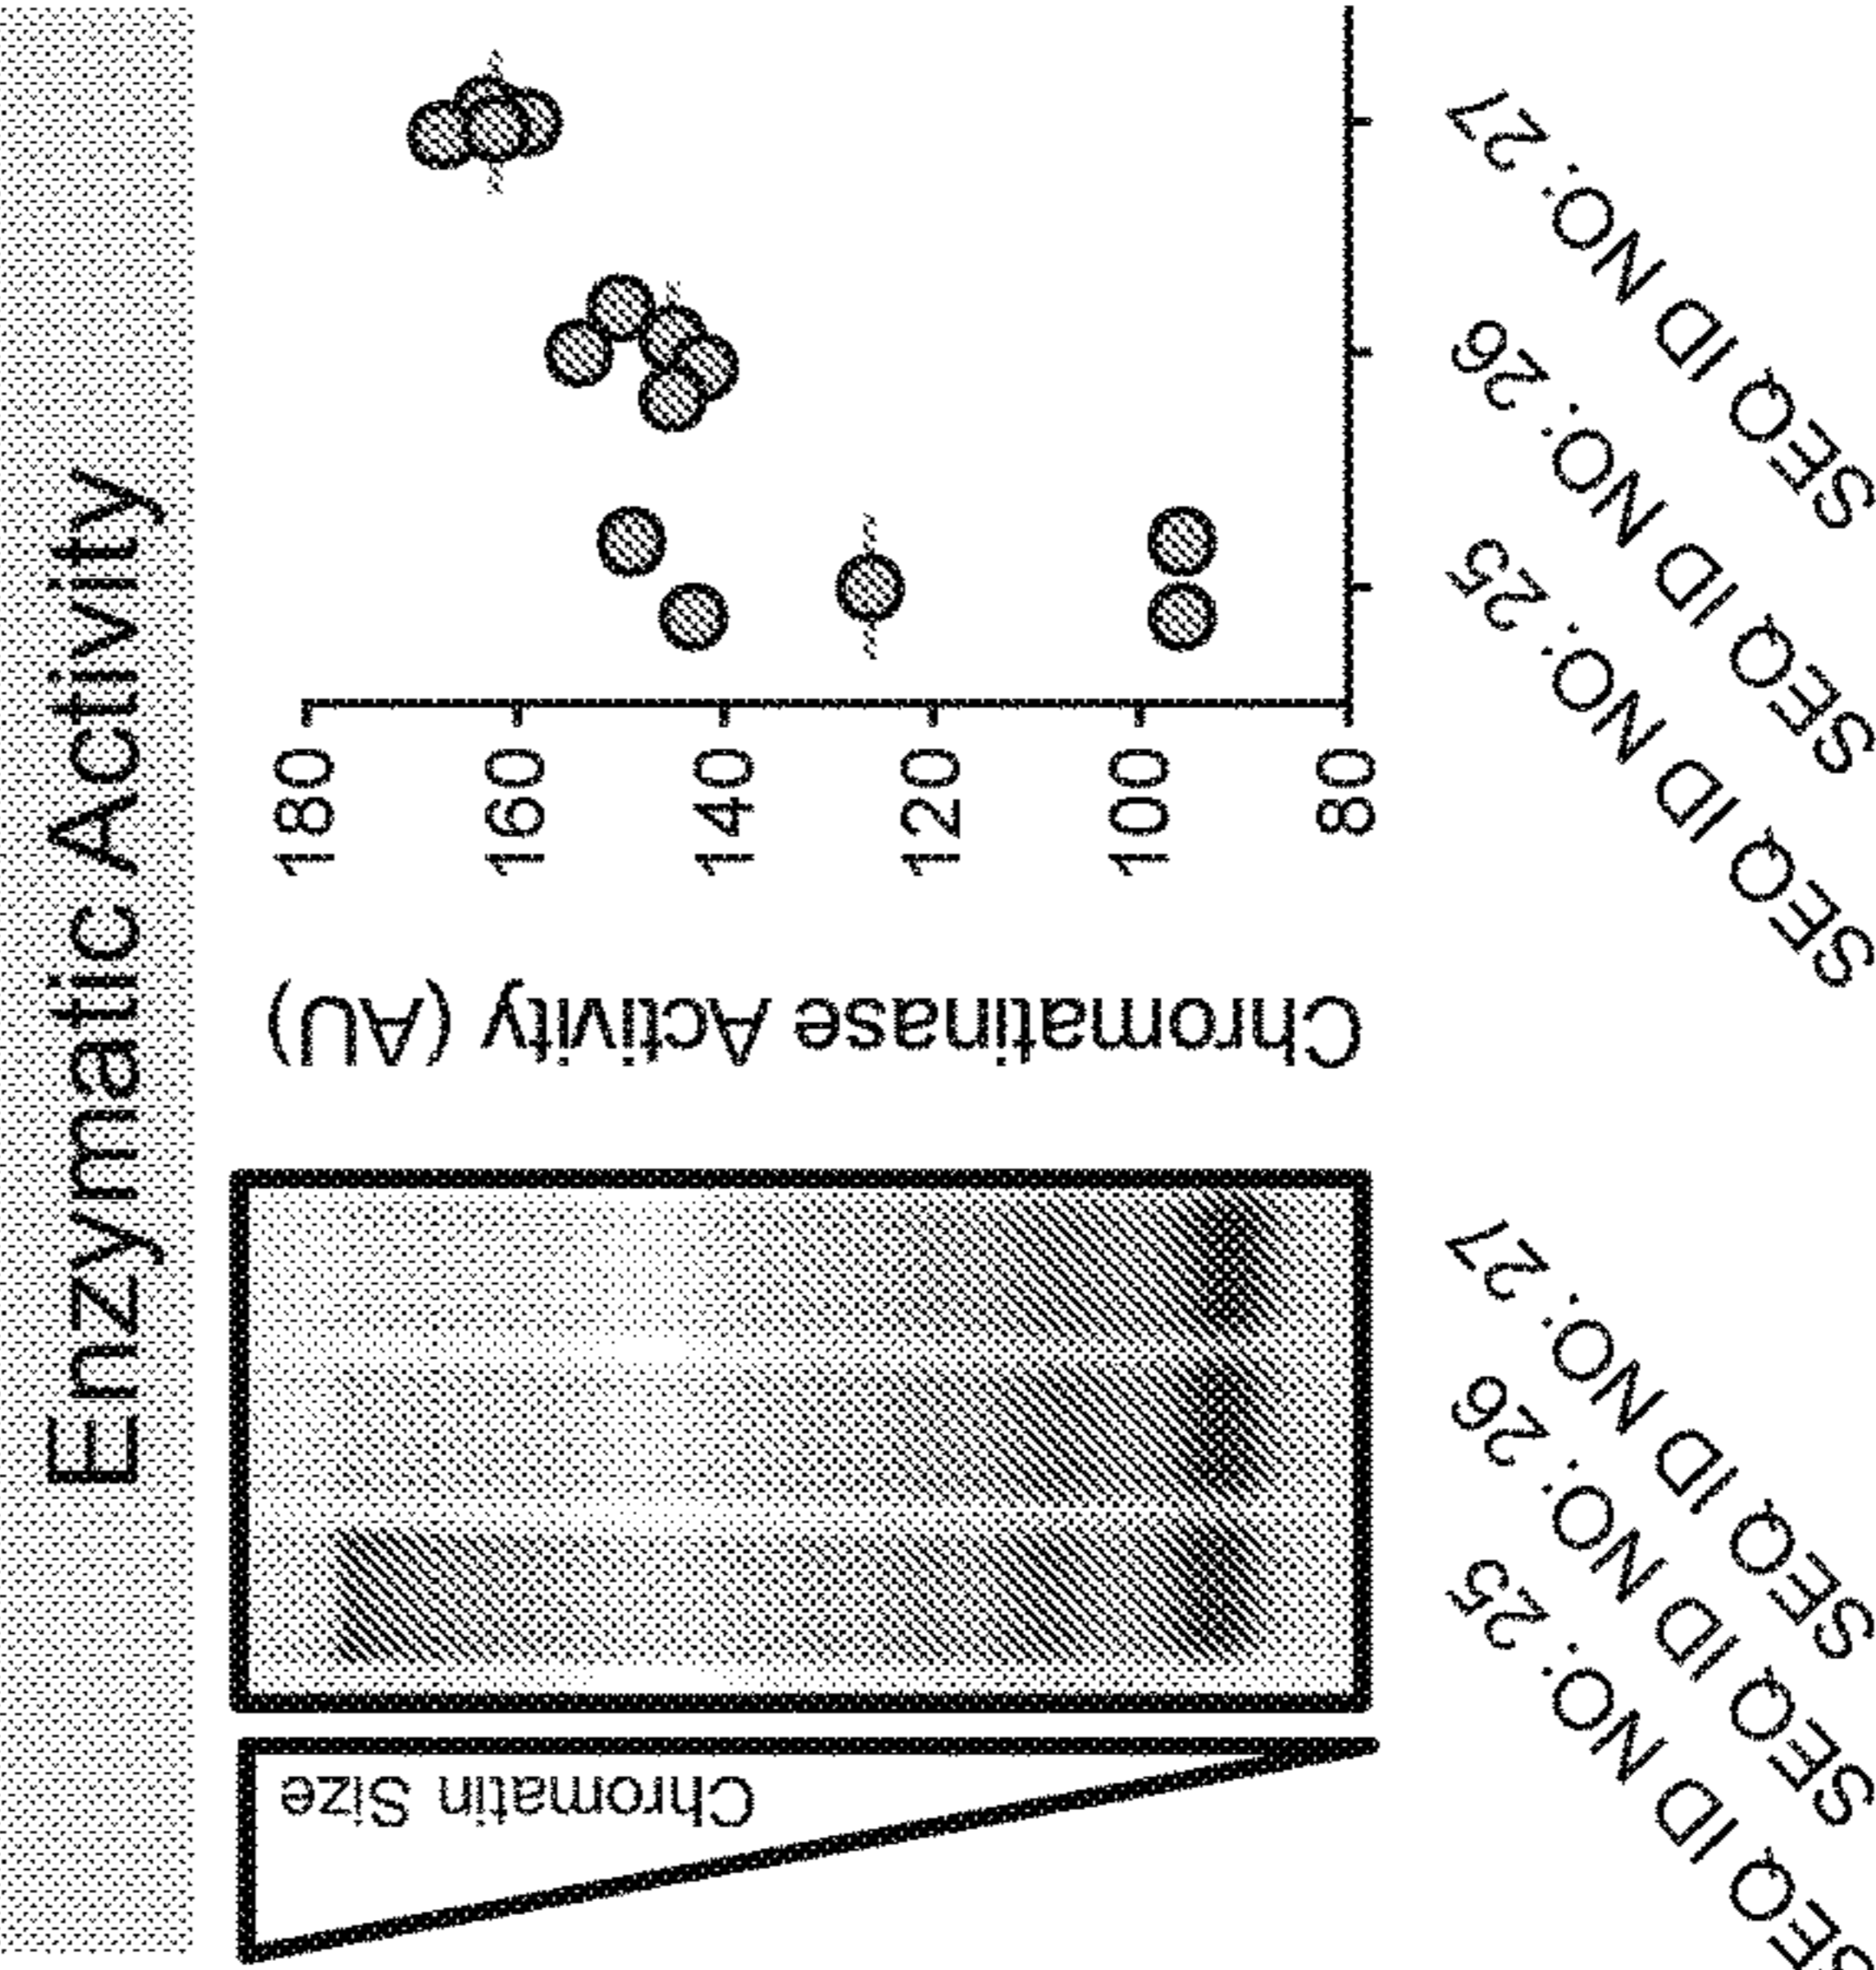 Enzymatic Activity
Chromatin Size
SEQ ID NO. 25
SEQ ID NO. 26
SEQ ID NO. 27
Chromatinase Activity (AU)
180
160
140
120
100
80
SEQ ID NO. 25
SEQ ID NO. 26
SEQ ID NO. 27